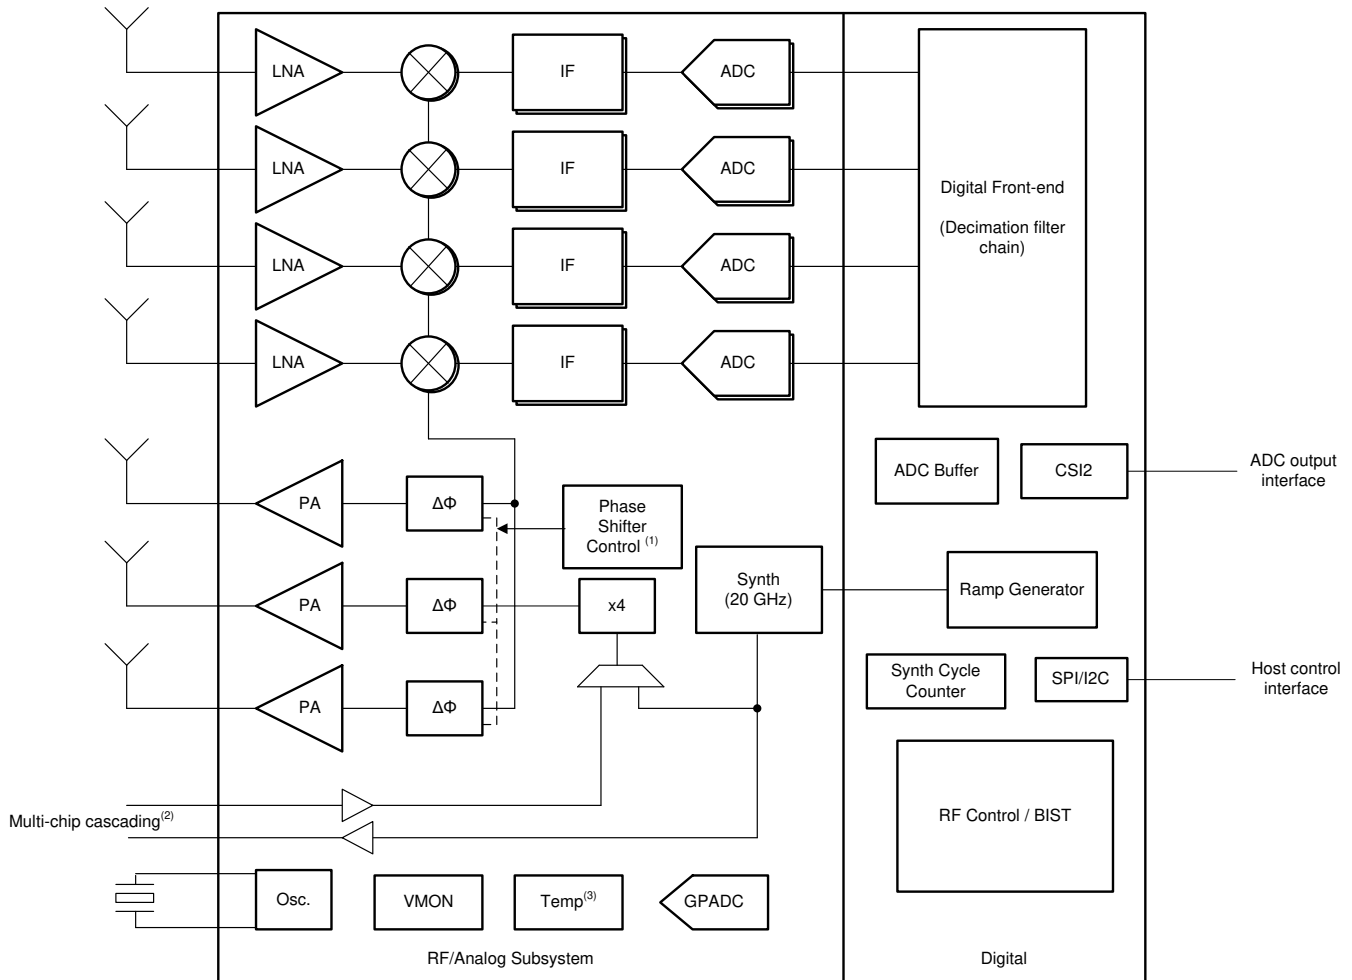 LNA
IF
ADC
LNA
IF
ADC
Digital Front-end
(Decimation filter
chain)
LNA
IF
ADC
LNA
IF
ADC
ADC Buffer
CSI2
ADC output
interface
PA
ΔΦ
Phase
Shifter
Control (1)
PA
ΔΦ
x4
Synth
(20 GHz)
Ramp Generator
PA
ΔΦ
Synth Cycle
Counter
SPI/I2C
Host control
interface
Multi-chip cascading(2)
RF Control / BIST
Osc.
VMON
Temp(3)
GPADC
RF/Analog Subsystem
Digital